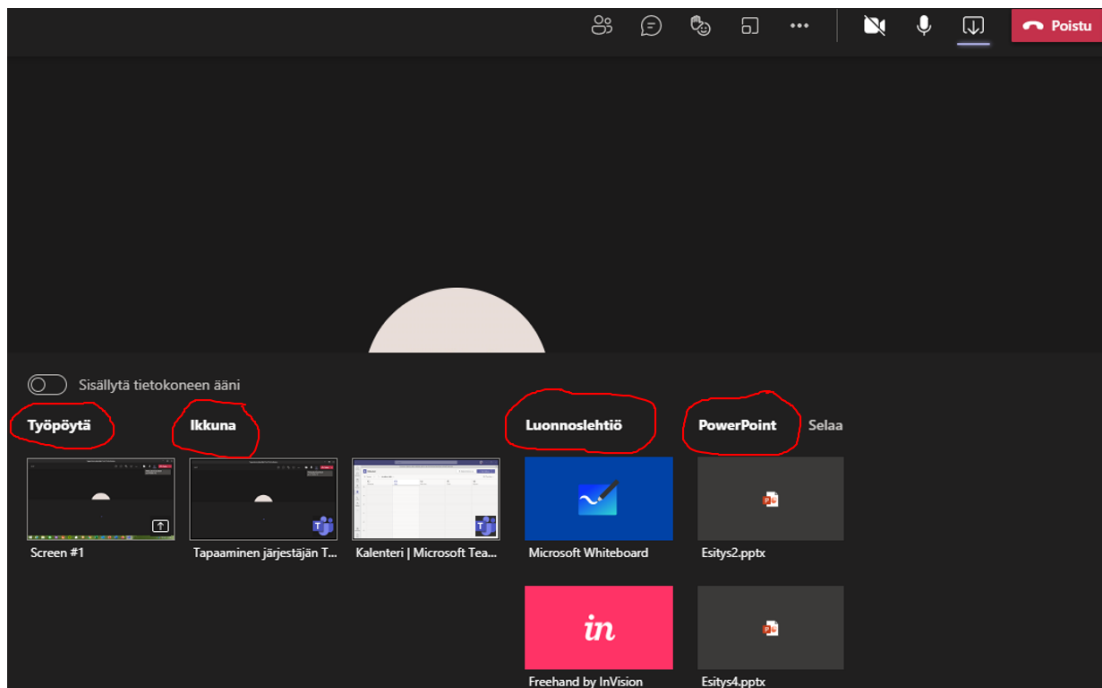 Poistu
Sisällytä tietokoneen ääni
Työpöytä Ikkuna Luonnoslehtiö PowerPoint Selaa
Screen #1 Tapaaminen järjestäjän T... Kalenteri | Microsoft Tea... Microsoft Whiteboard Esitys2.pptx
in
Freehand by InVision Esitys4.pptx